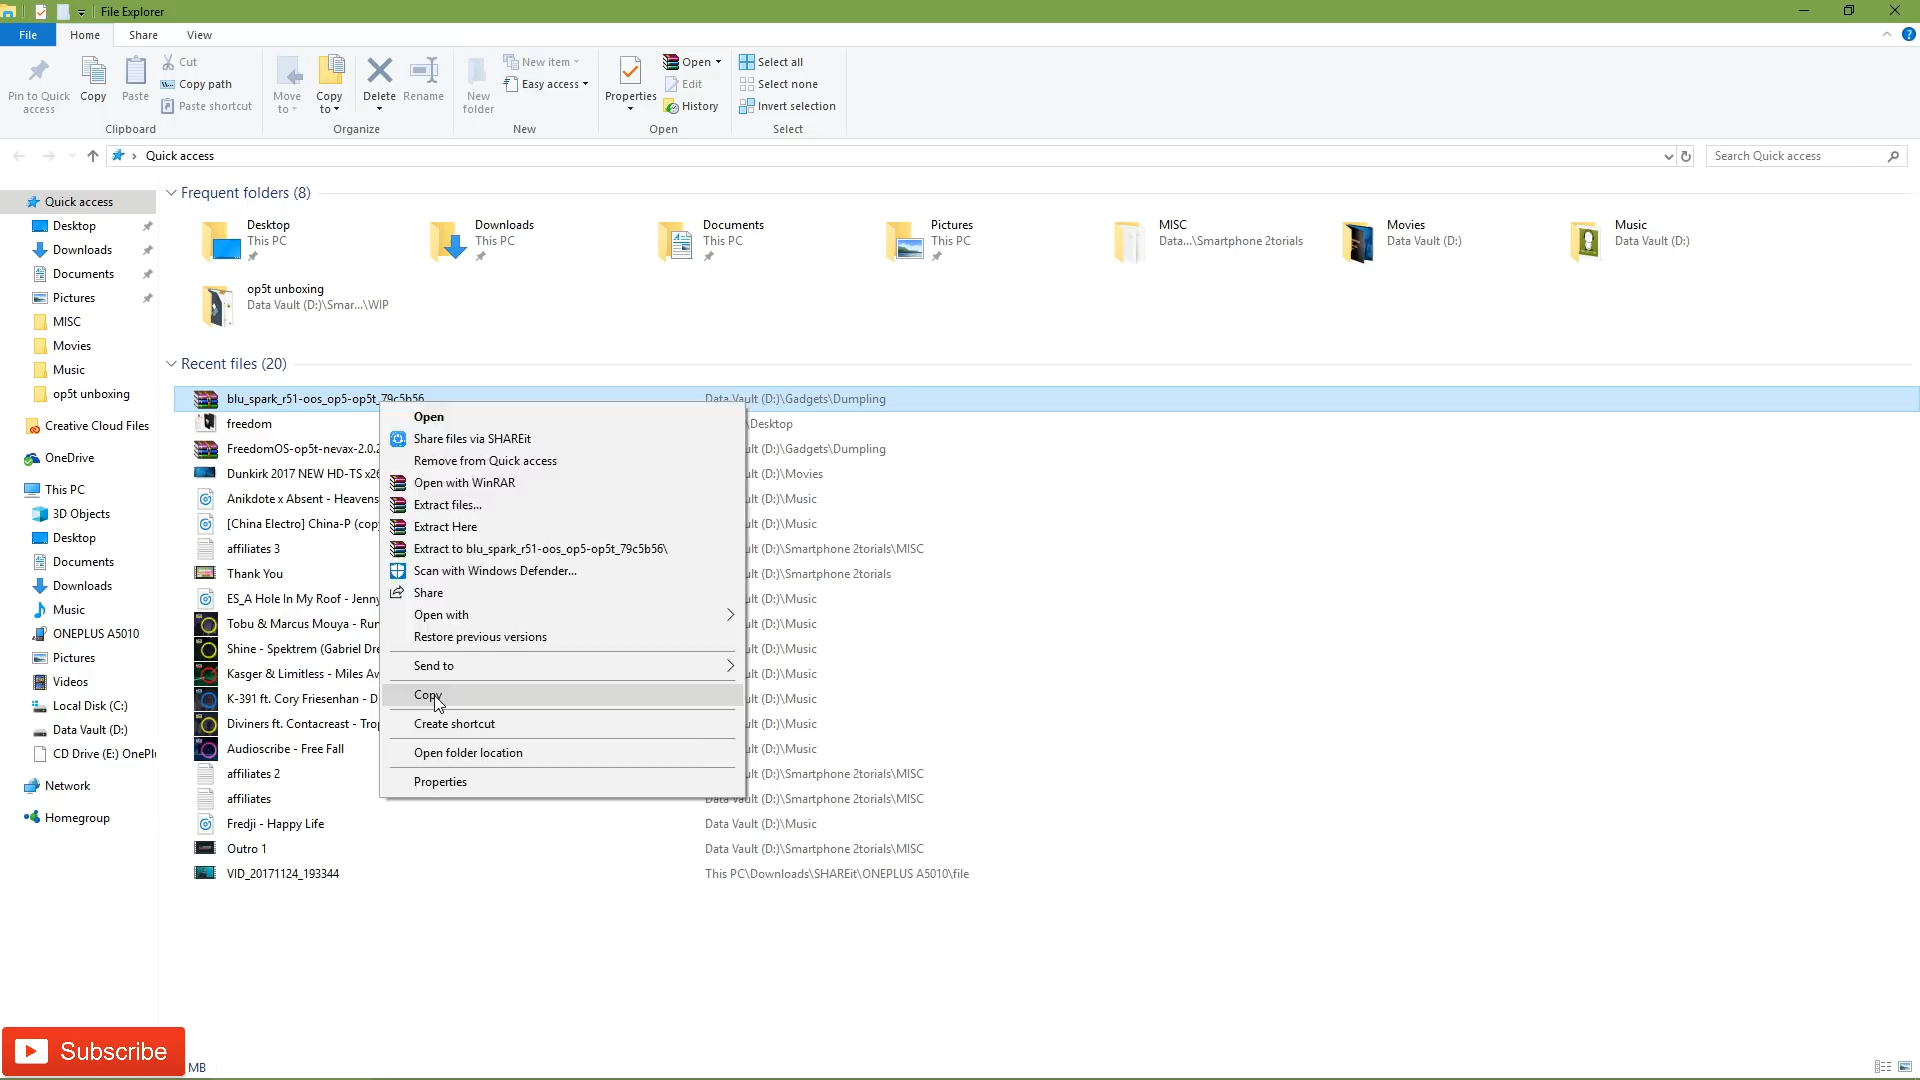 File Explorer
File Home Share View
Pin to Quick access
Copy
Paste
Cut
Copy path
Paste shortcut
Clipboard
Move to
Copy to
Delete
Rename
Organize
New folder
New item
Easy access
New
Properties
Open
Edit
History
Open
Select all
Select none
Invert selection
Select
Quick access
Search Quick access
Quick access
Desktop
Downloads
Documents
Pictures
MISC
Movies
Music
op5t unboxing
Creative Cloud Files
OneDrive
This PC
3D Objects
Desktop
Documents
Downloads
Music
ONEPLUS A5010
Pictures
Videos
Local Disk (C:)
Data Vault (D:)
CD Drive (E:) OnePlu
Network
Homegroup
Frequent folders (8)
Desktop
This PC
Downloads
This PC
Documents
This PC
Pictures
This PC
MISC
Data...\Smartphone 2torials
Movies
Data Vault (D:)
Music
Data Vault (D:)
op5t unboxing
Data Vault (D:)\Smar...\WIP
Recent files (20)
blu_spark_r51-oos_op5-op5t_79c5b56 Data Vault (D:)\Gadgets\Dumpling
freedom \Desktop
FreedomOS-op5t-nevax-2.0.2 ult (D:)\Gadgets\Dumpling
Dunkirk 2017 NEW HD-TS x26 ult (D:)\Movies
Anikdote x Absent - Heavens ult (D:)\Music
[China Electro] China-P (cop ult (D:)\Music
affiliates 3 ult (D:)\Smartphone 2torials\MISC
Thank You ult (D:)\Smartphone 2torials
ES_A Hole In My Roof - Jenny ult (D:)\Music
Tobu & Marcus Mouya - Run ult (D:)\Music
Shine - Spektrem (Gabriel Dre ult (D:)\Music
Kasger & Limitless - Miles Aw ult (D:)\Music
K-391 ft. Cory Friesenhan - D ult (D:)\Music
Diviners ft. Contacreast - Trop ult (D:)\Music
Audioscribe - Free Fall ult (D:)\Music
affiliates 2 ult (D:)\Smartphone 2torials\MISC
affiliates Data Vault (D:)\Smartphone 2torials\MISC
Fredji - Happy Life Data Vault (D:)\Music
Outro 1 Data Vault (D:)\Smartphone 2torials\MISC
VID_20171124_193344 This PC\Downloads\SHAREit\ONEPLUS A5010\file
Open
Share files via SHAREit
Remove from Quick access
Open with WinRAR
Extract files...
Extract Here
Extract to blu_spark_r51-oos_op5-op5t_79c5b56\
Scan with Windows Defender...
Share
Open with
Restore previous versions
Send to
Copy
Create shortcut
Open folder location
Properties
Subscribe
MB